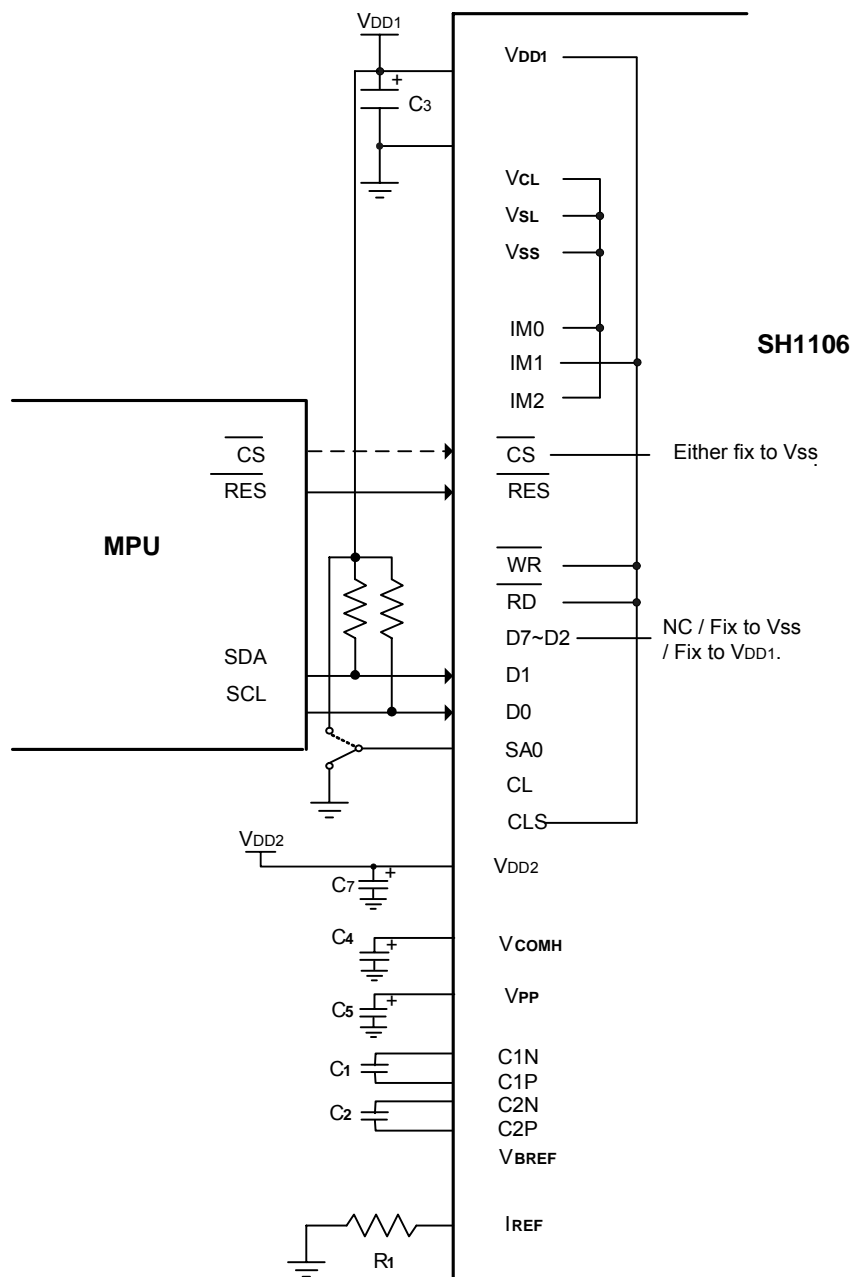 VDD1
VDD1
C3
VCL
VSL
VSS
IM0
IM1
IM2
SH1106
MPU
CS
RES
CS
Either fix to Vss.
RES
WR
RD
D7~D2
NC / Fix to Vss
/ Fix to VDD1.
SDA
SCL
D1
D0
SA0
CL
CLS
VDD2
VDD2
C7
C4
VCOMH
C5
VPP
C1
C1N
C1P
C2
C2N
C2P
VBREF
IREF
R1
+
+
+
+